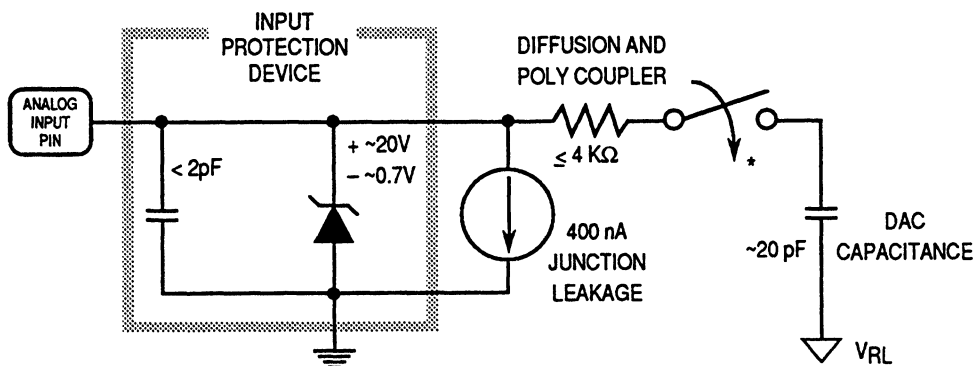 INPUT
PROTECTION
DEVICE
DIFFUSION AND
POLY COUPLER
ANALOG
INPUT
PIN
< 2pF
+ ~20V
− ~0.7V
≤ 4 KΩ
*
400 nA
JUNCTION
LEAKAGE
~20 pF
DAC
CAPACITANCE
VRL